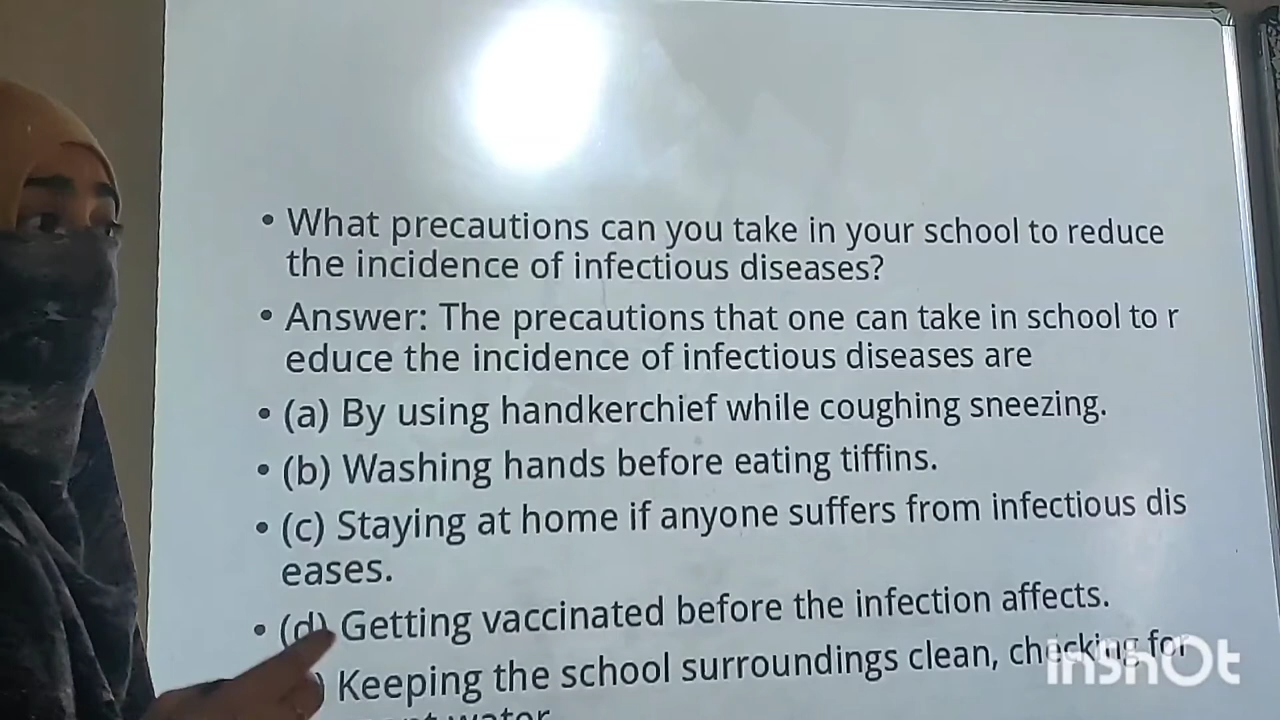 • What precautions can you take in your school to reduce
the incidence of infectious diseases?
• Answer: The precautions that one can take in school to r
educe the incidence of infectious diseases are
• (a) By using handkerchief while coughing sneezing.
• (b) Washing hands before eating tiffins.
• (c) Staying at home if anyone suffers from infectious dis
eases.
• (d) Getting vaccinated before the infection affects.
) Keeping the school surroundings clean, checking for
water
InShOt